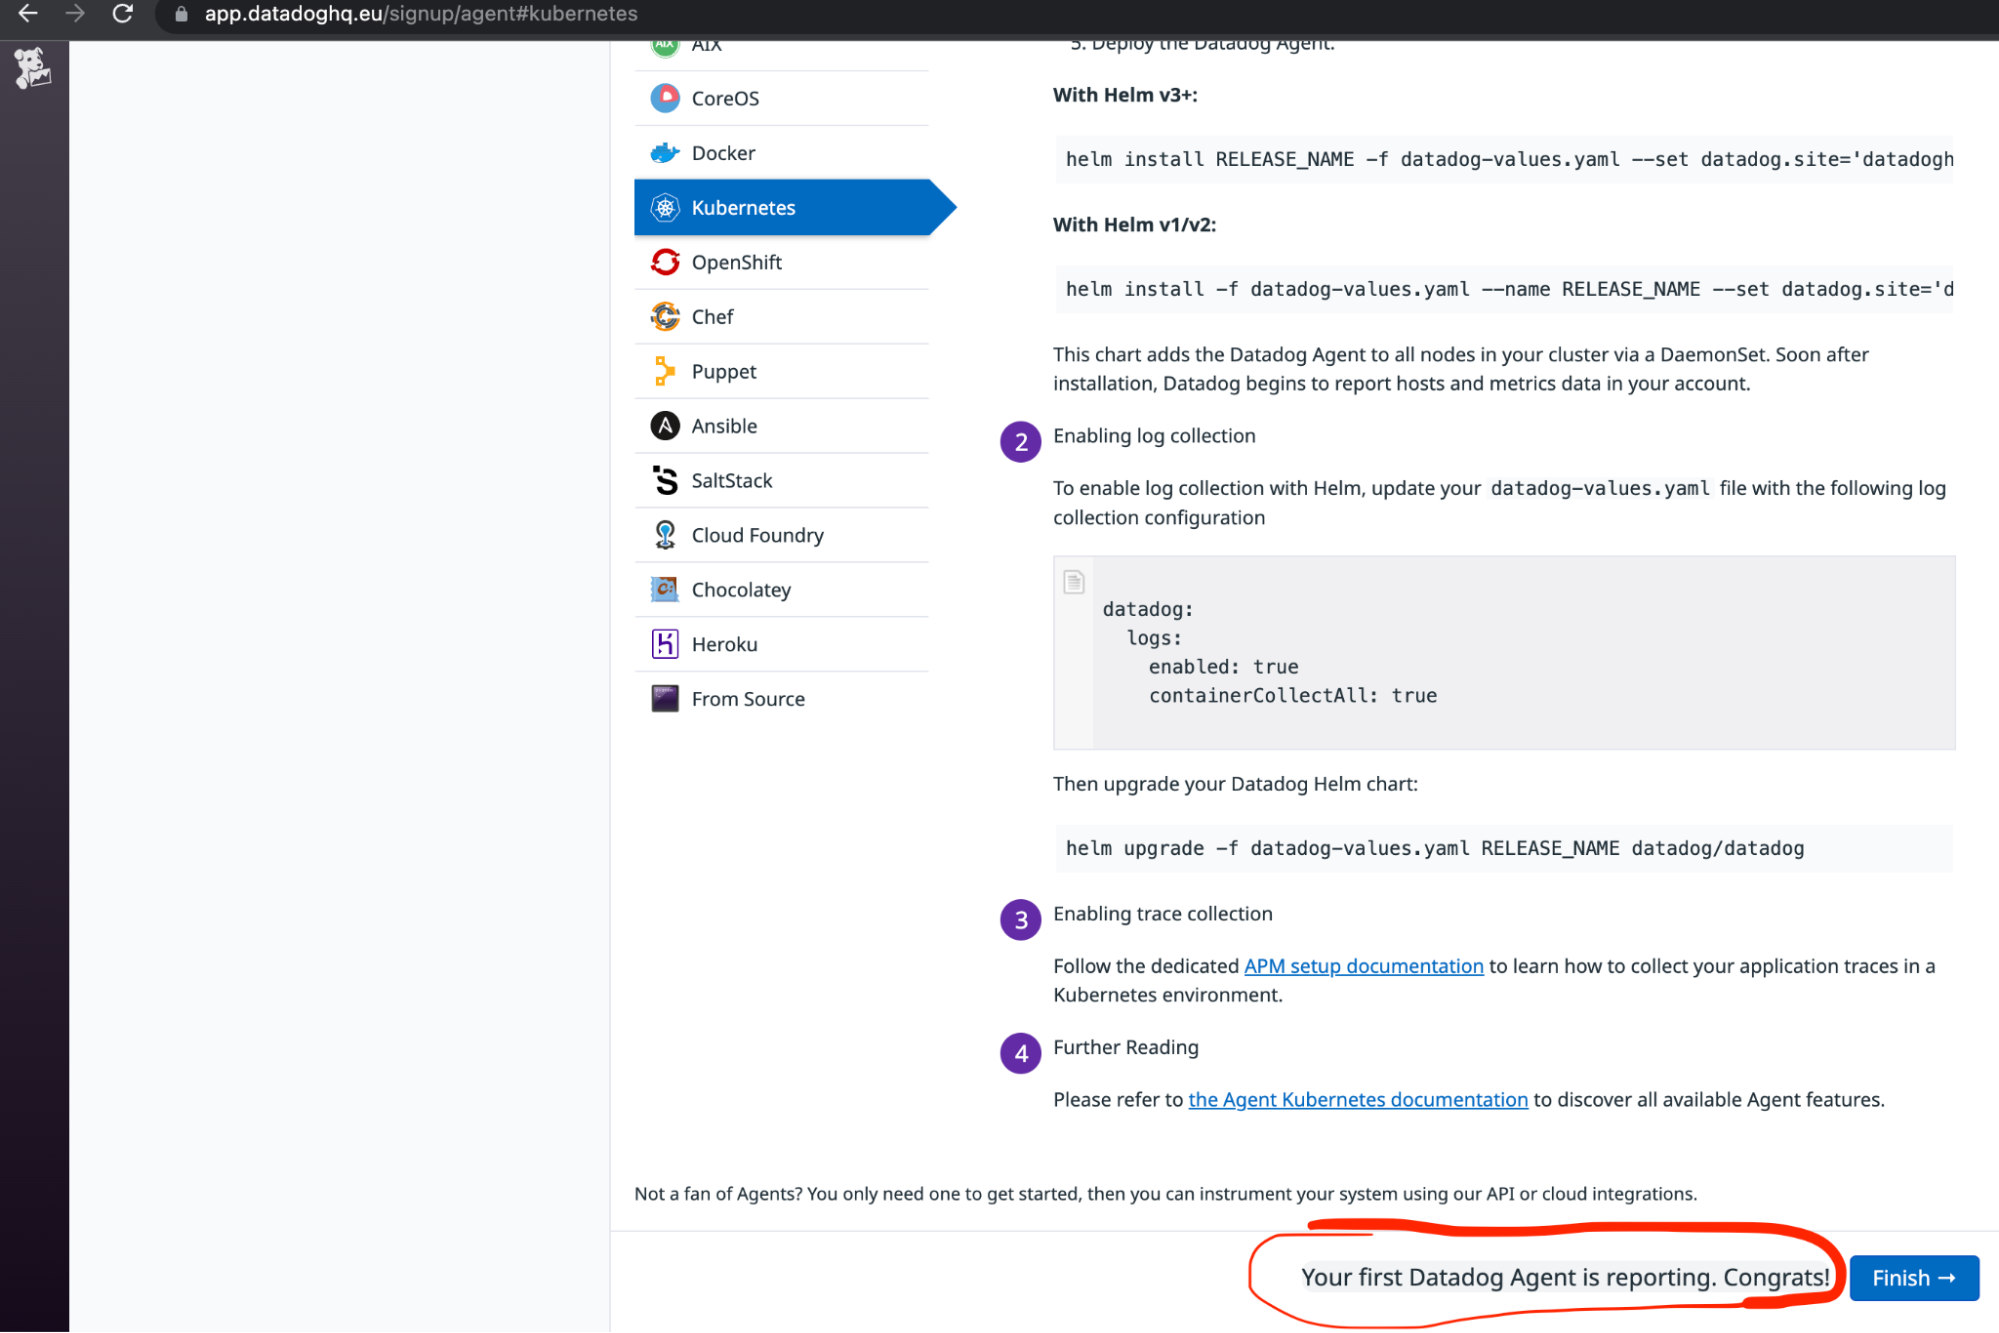 app.datadoghq.eu/signup/agent#kubernetes
AIX
AIX
CoreOS
Docker
Kubernetes
OpenShift
Chef
Puppet
Ansible
SaltStack
Cloud Foundry
Chocolatey
Heroku
From Source
5. Deploy the Datadog Agent:
With Helm v3+:
helm install RELEASE_NAME -f datadog-values.yaml --set datadog.site='datadogh
With Helm v1/v2:
helm install -f datadog-values.yaml --name RELEASE_NAME --set datadog.site='d
This chart adds the Datadog Agent to all nodes in your cluster via a DaemonSet. Soon after
installation, Datadog begins to report hosts and metrics data in your account.
2 Enabling log collection
To enable log collection with Helm, update your datadog-values.yaml file with the following log
collection configuration
datadog:
logs:
enabled: true
containerCollectAll: true
Then upgrade your Datadog Helm chart:
helm upgrade -f datadog-values.yaml RELEASE_NAME datadog/datadog
3 Enabling trace collection
Follow the dedicated APM setup documentation to learn how to collect your application traces in a
Kubernetes environment.
4 Further Reading
Please refer to the Agent Kubernetes documentation to discover all available Agent features.
Not a fan of Agents? You only need one to get started, then you can instrument your system using our API or cloud integrations.
Your first Datadog Agent is reporting. Congrats!
Finish →